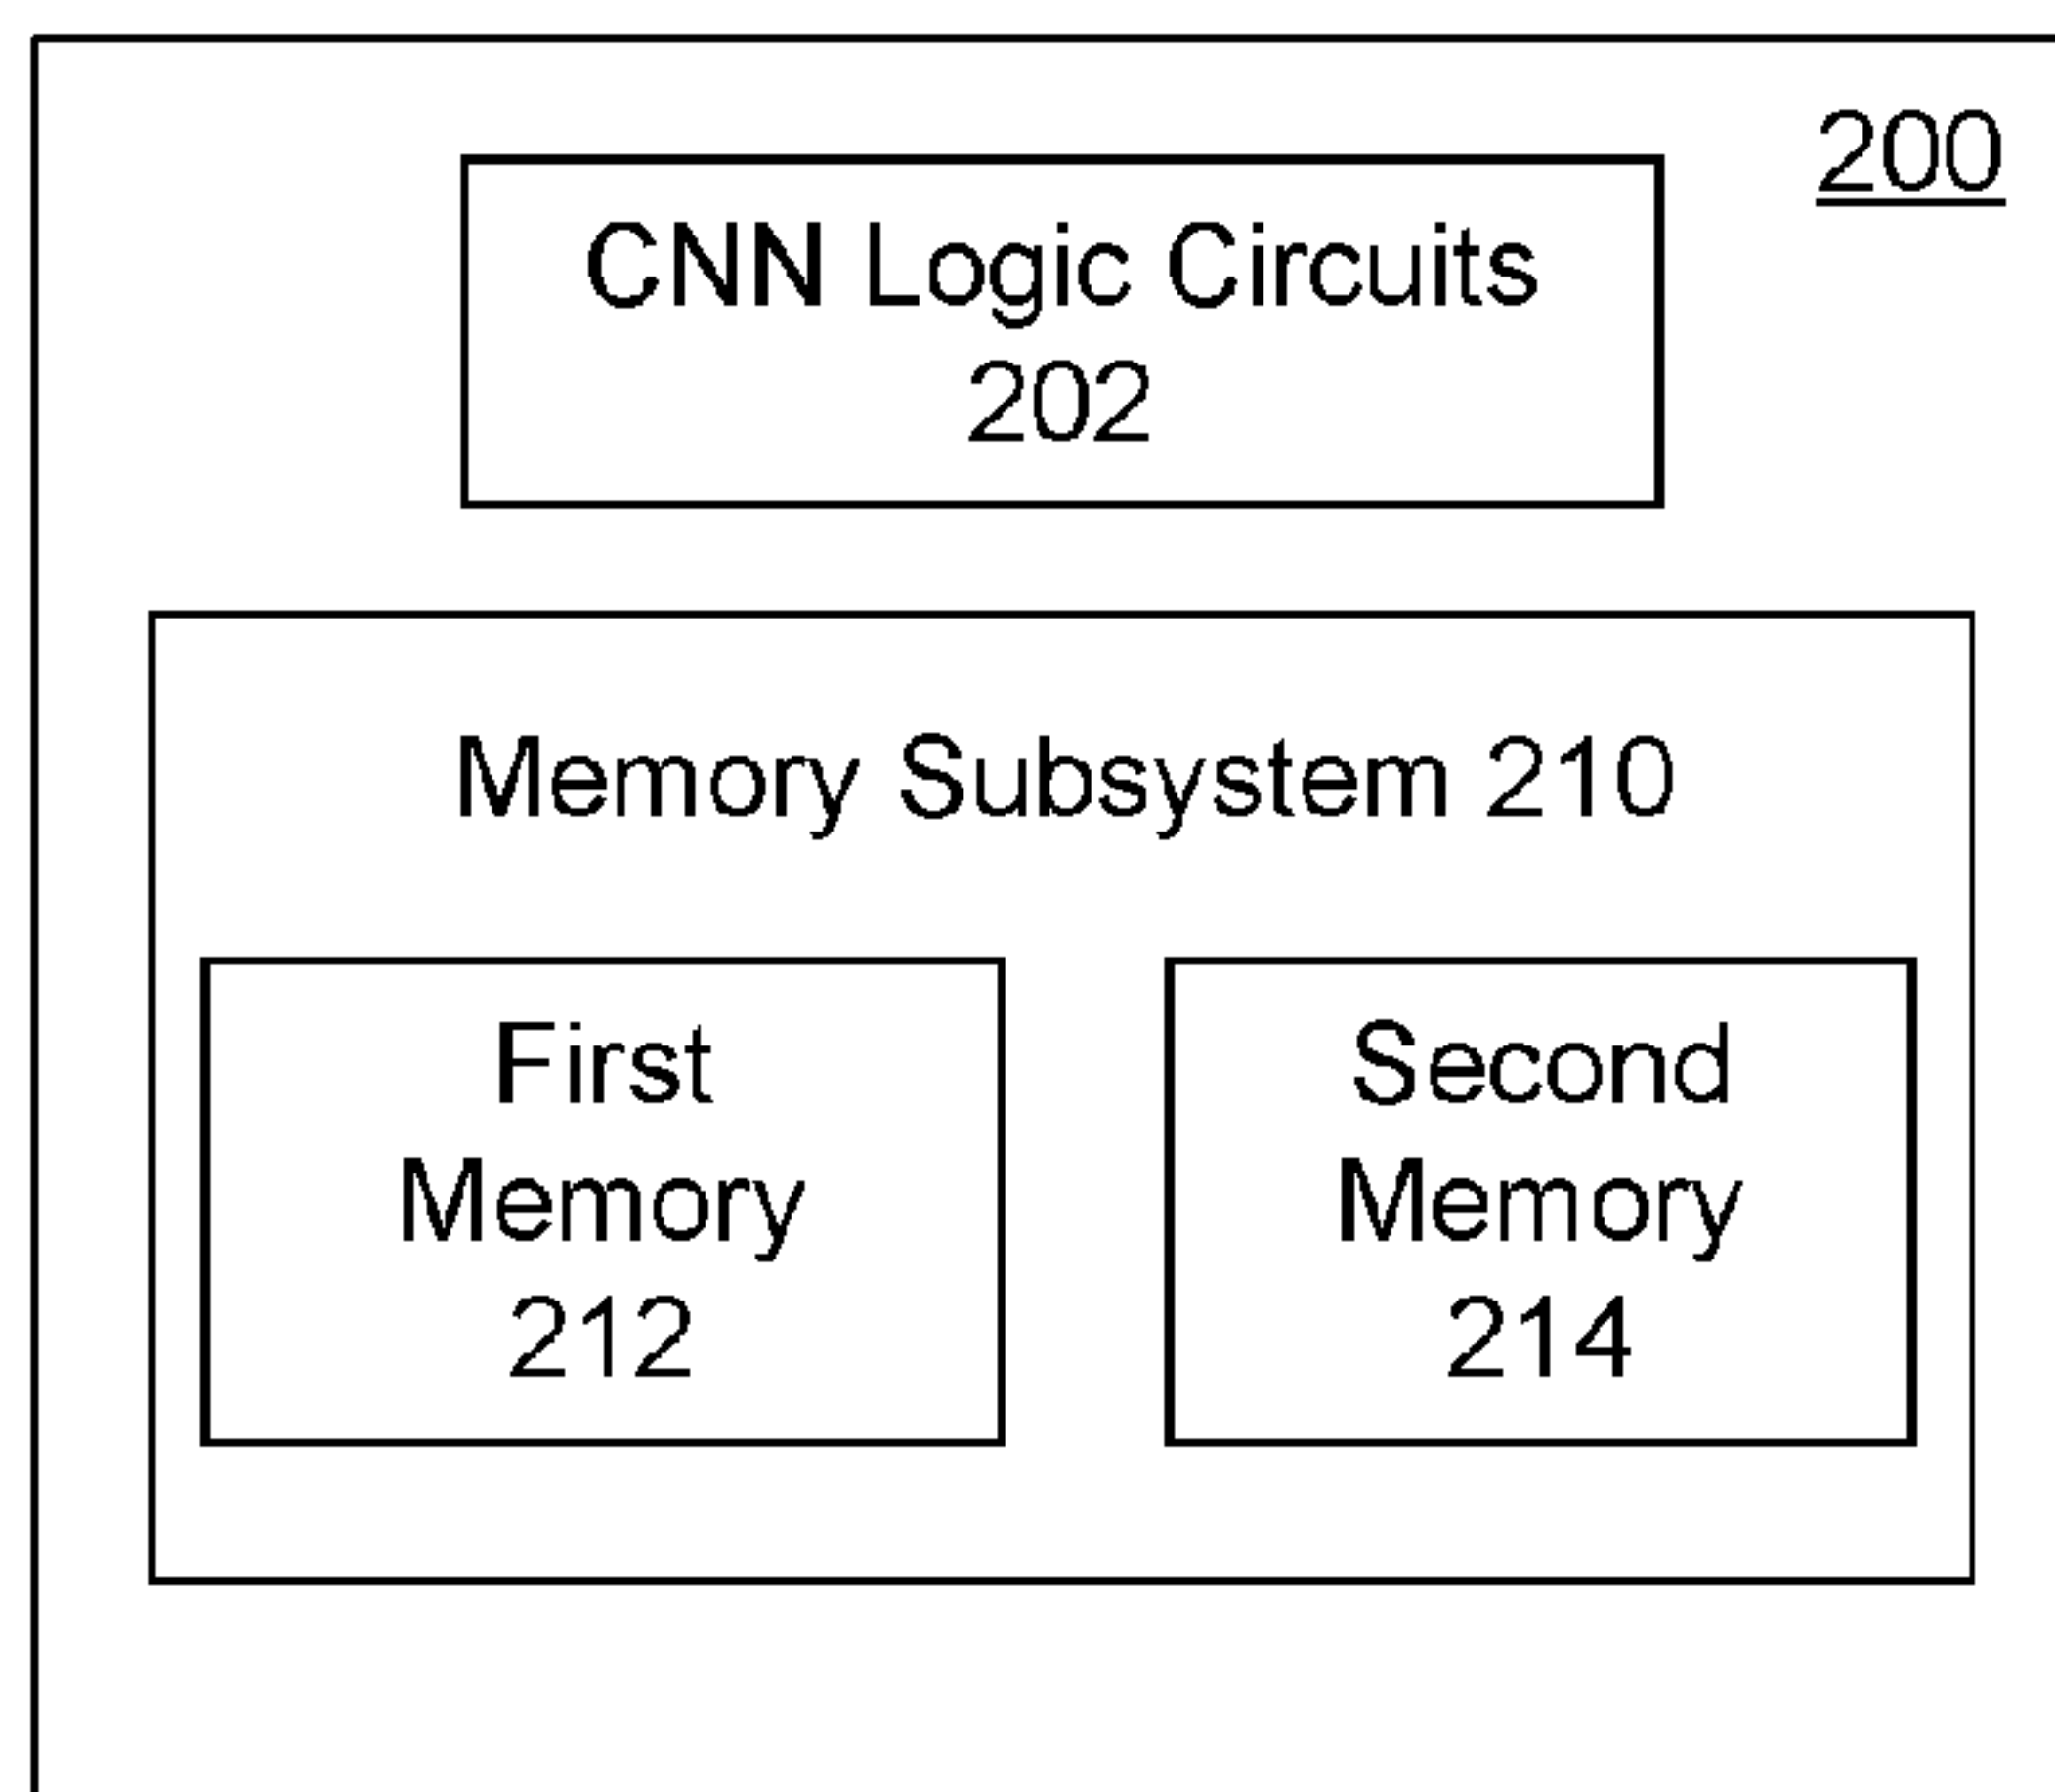 200
CNN Logic Circuits
202
Memory Subsystem 210
First
Memory
212
Second
Memory
214